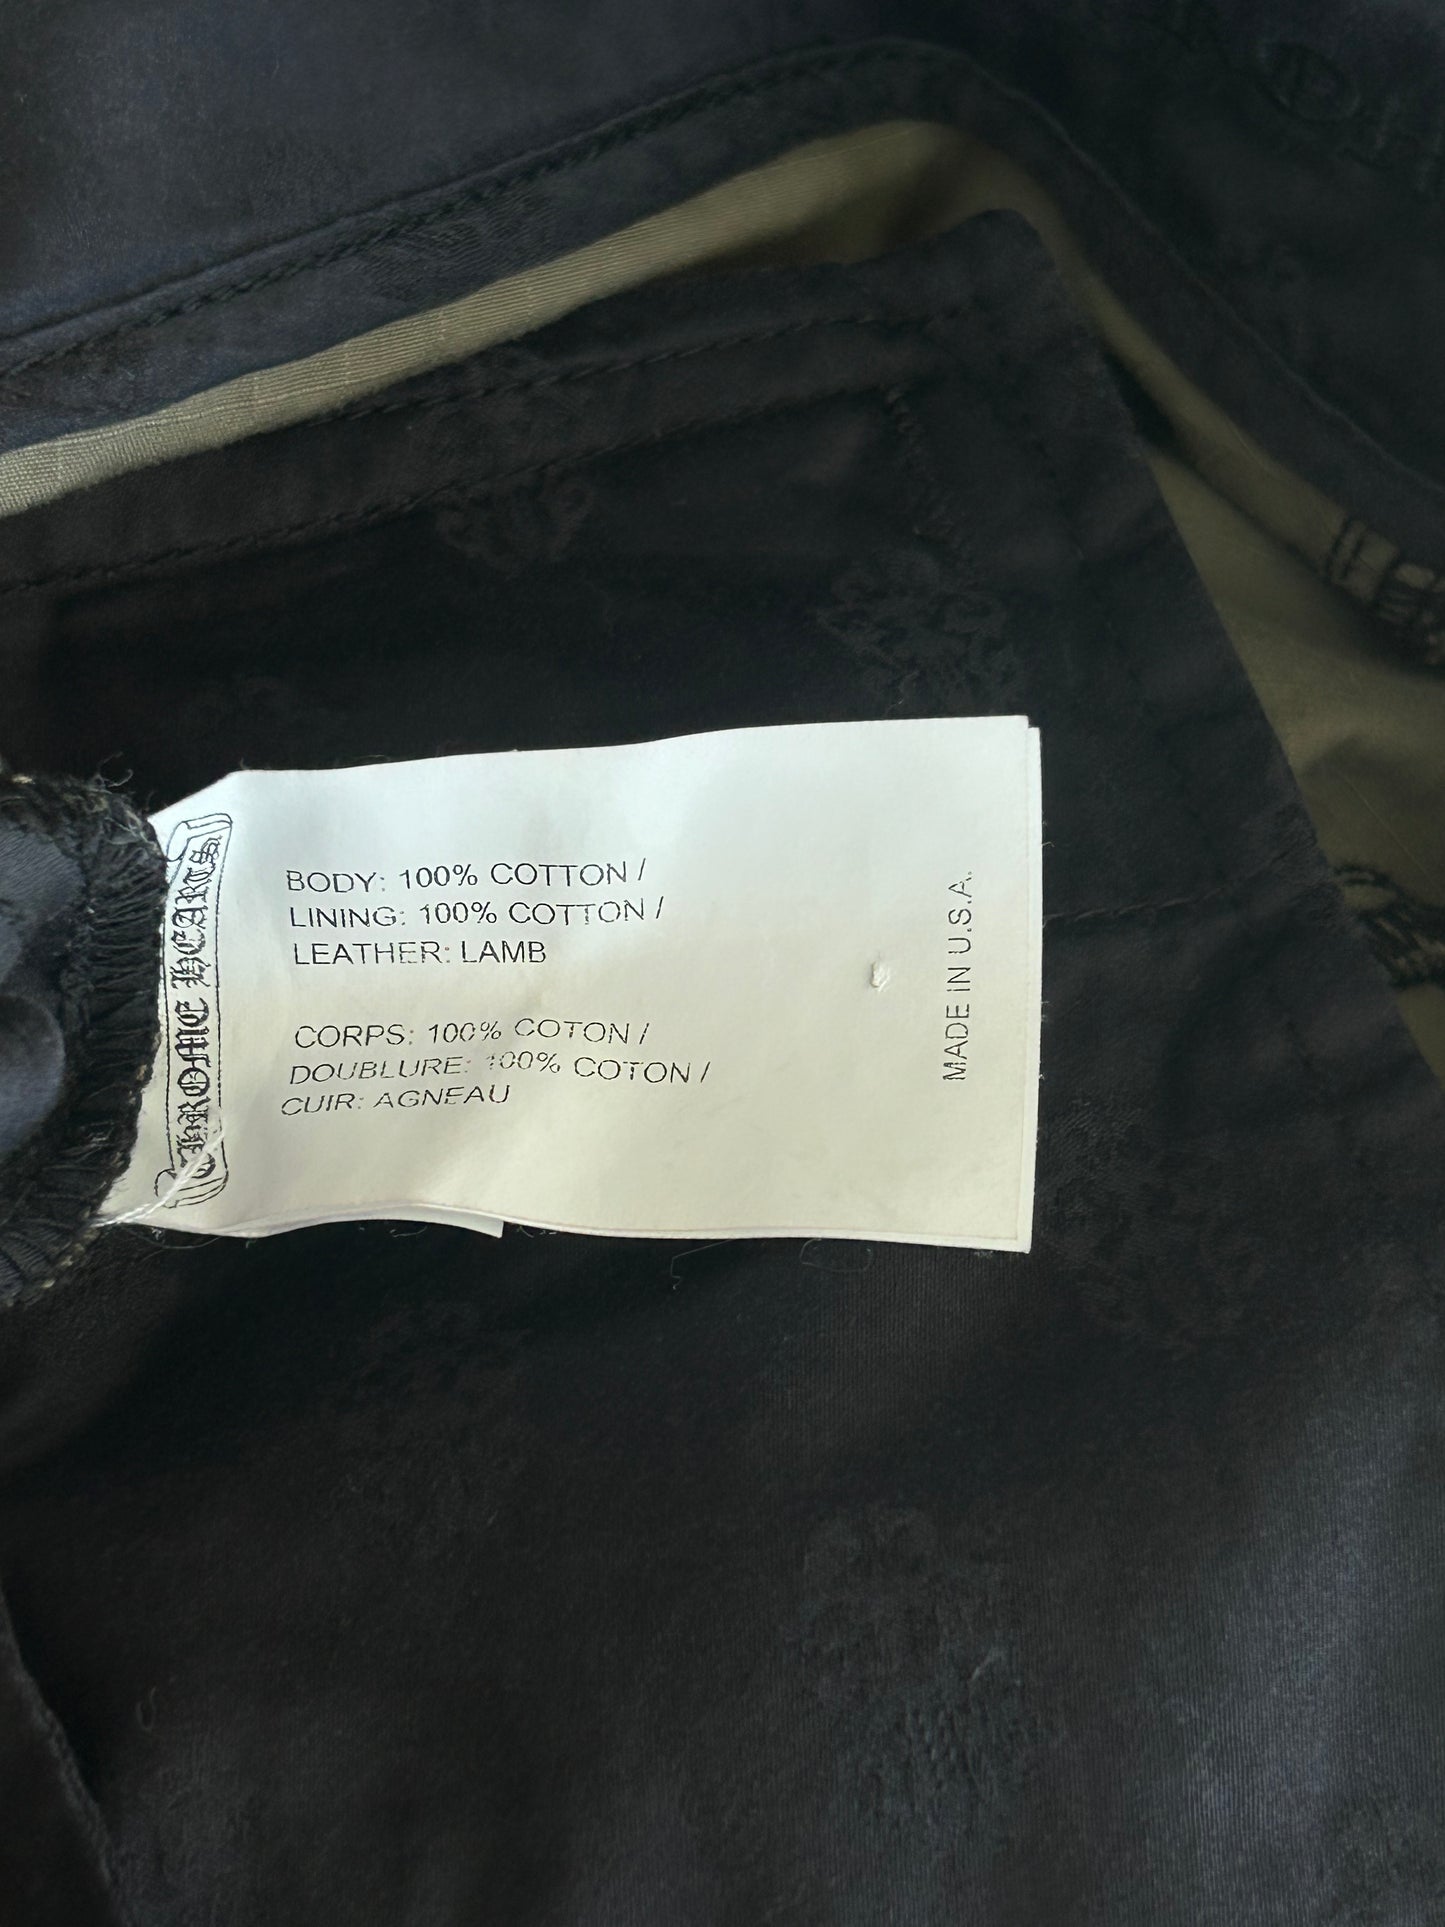 CHROME HEARTS
BODY: 100% COTTON /
LINING: 100% COTTON /
LEATHER: LAMB
CORPS: 100% COTON /
DOUBLURE: 100% COTON /
CUIR: AGNEAU
MADE IN U.S.A.